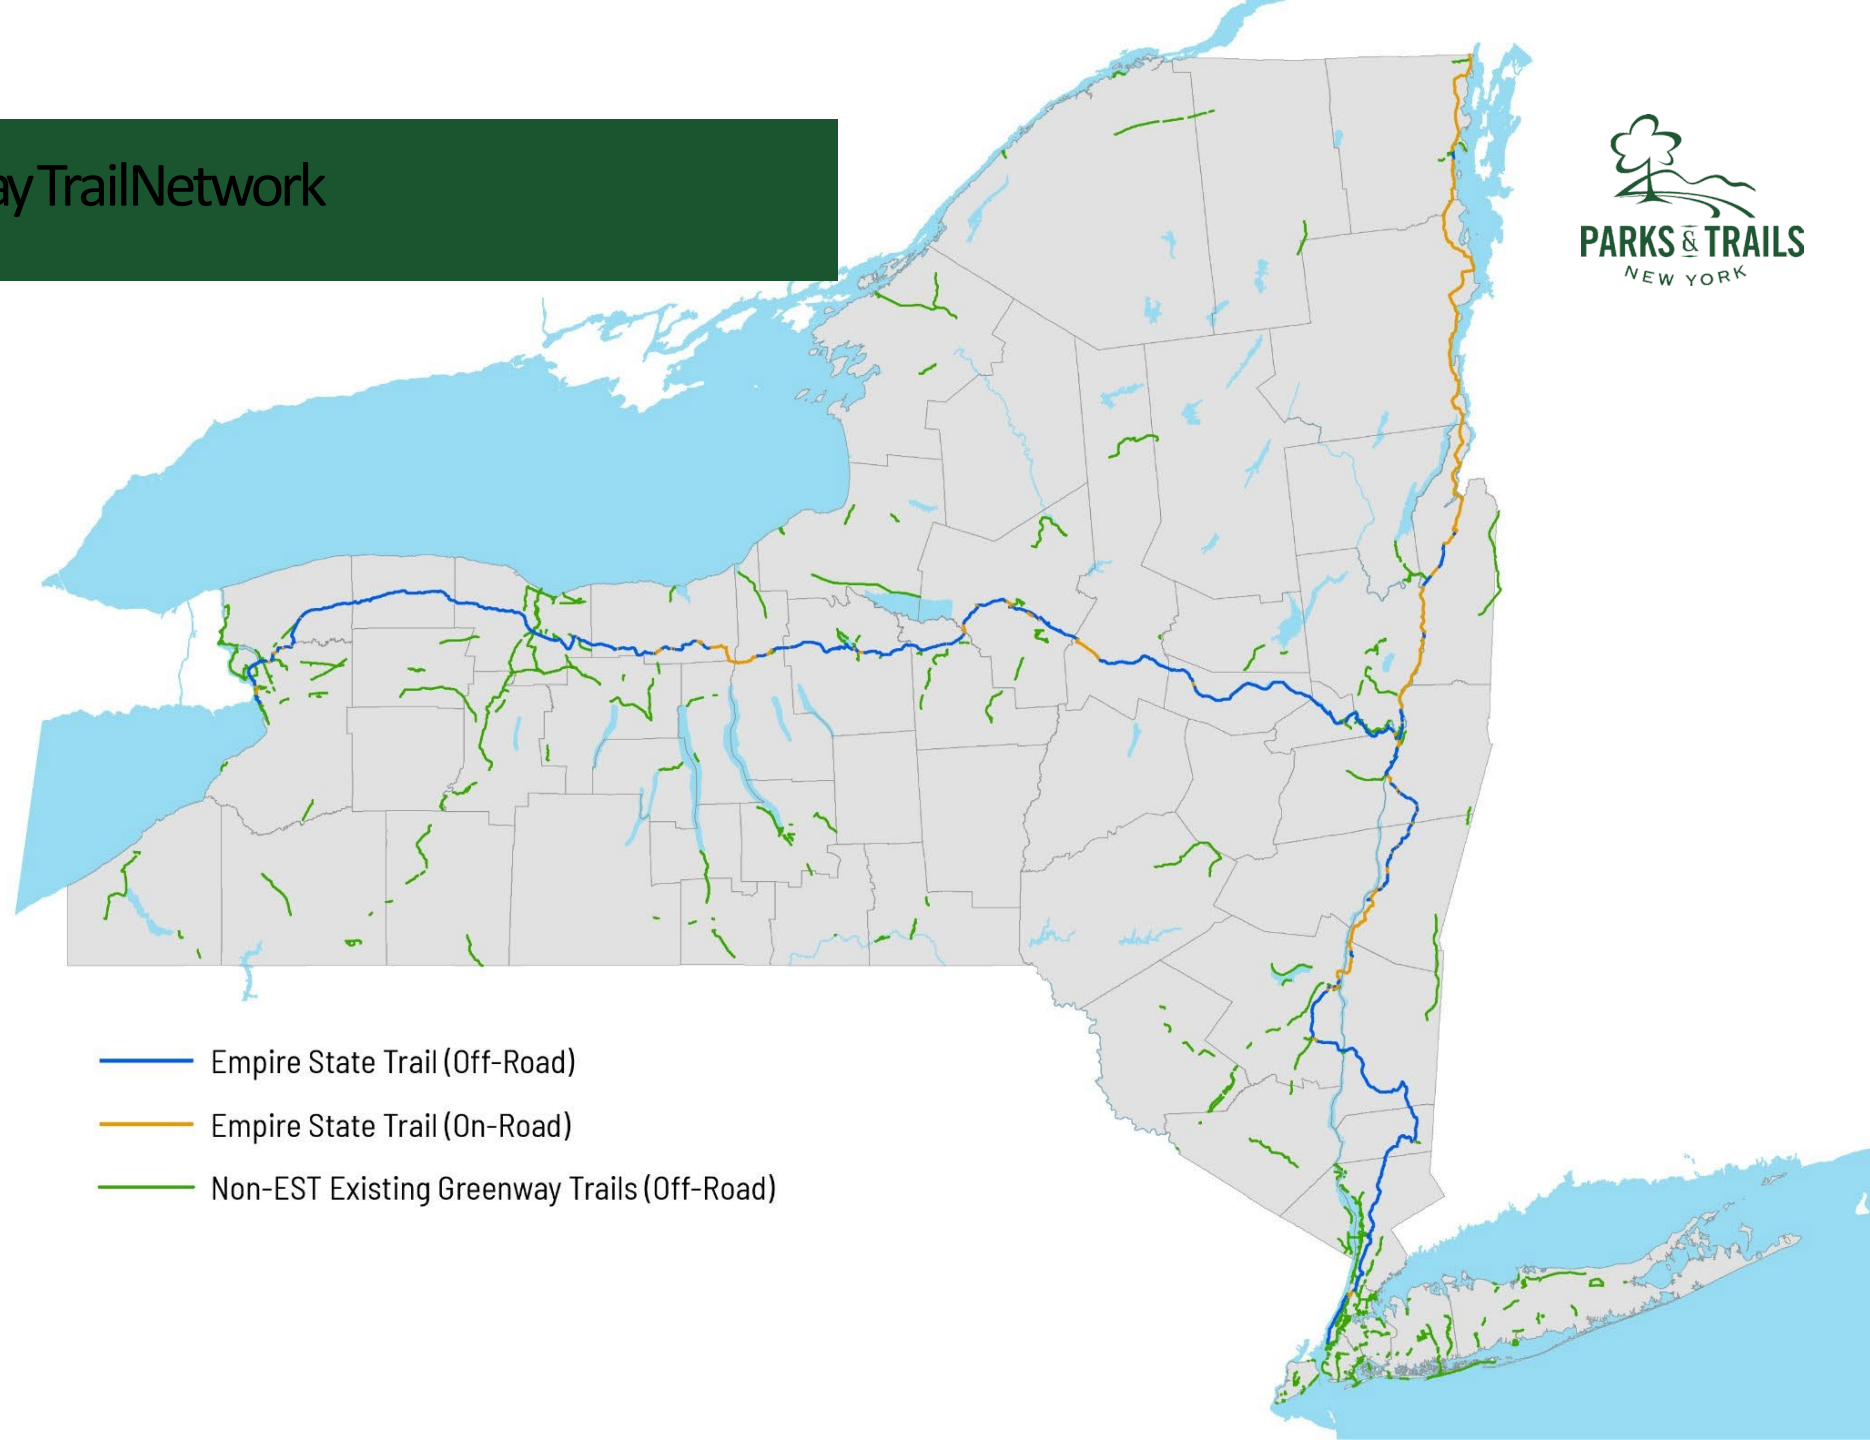 ay TrailNetwork
PARKS & TRAILS
NEW YORK
Empire State Trail (Off-Road)
Empire State Trail (On-Road)
Non-EST Existing Greenway Trails (Off-Road)